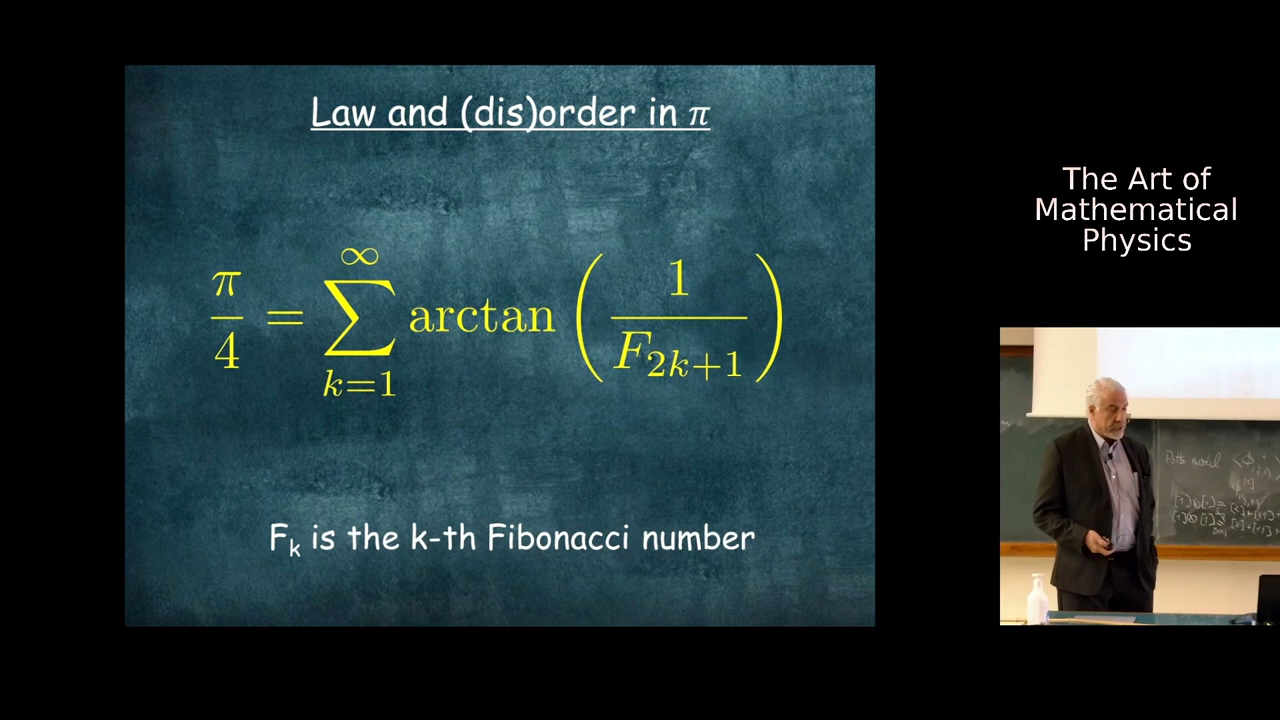 Law and (dis)order in π
π/4 = ∑_{k=1}^{∞} arctan (1/F_{2k+1})
F_k is the k-th Fibonacci number
The Art of
Mathematical
Physics
Potts model